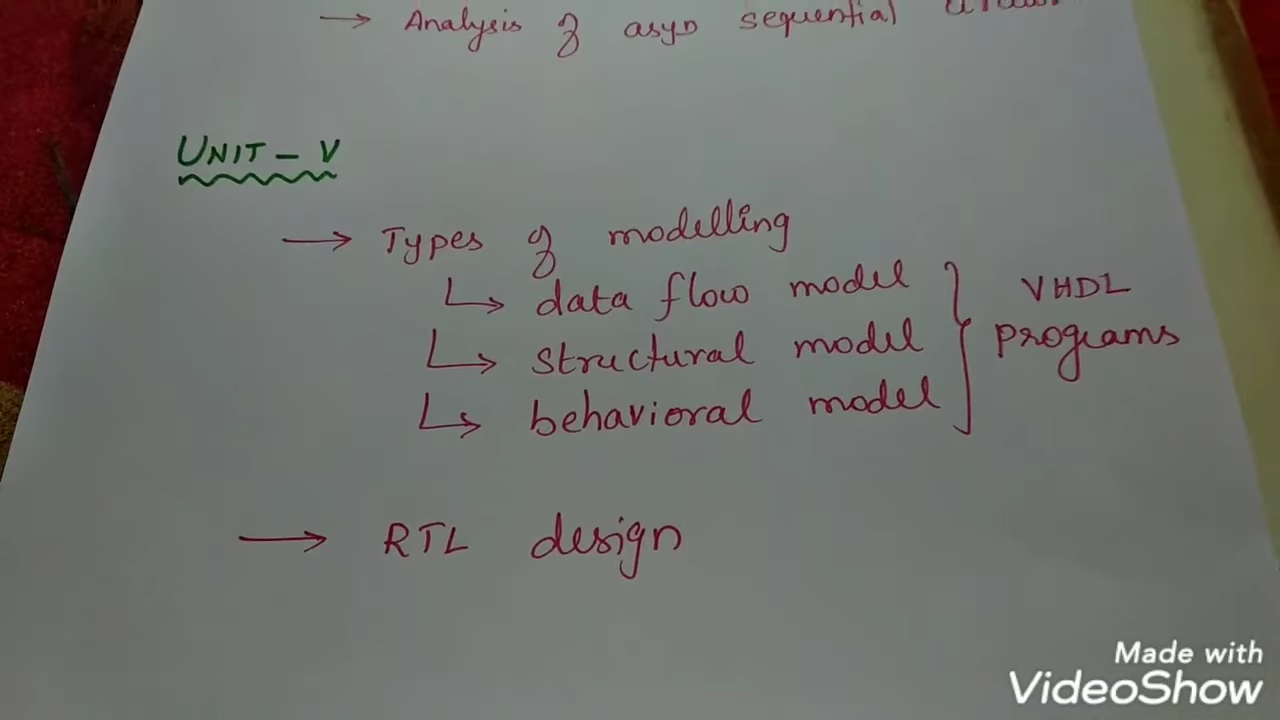 → Analysis of asyn sequential
UNIT - V
→ Types of modelling
↳ data flow model
↳ structural model
↳ behavioral model
} VHDL
programs
→ RTL design
Made with
VideoShow